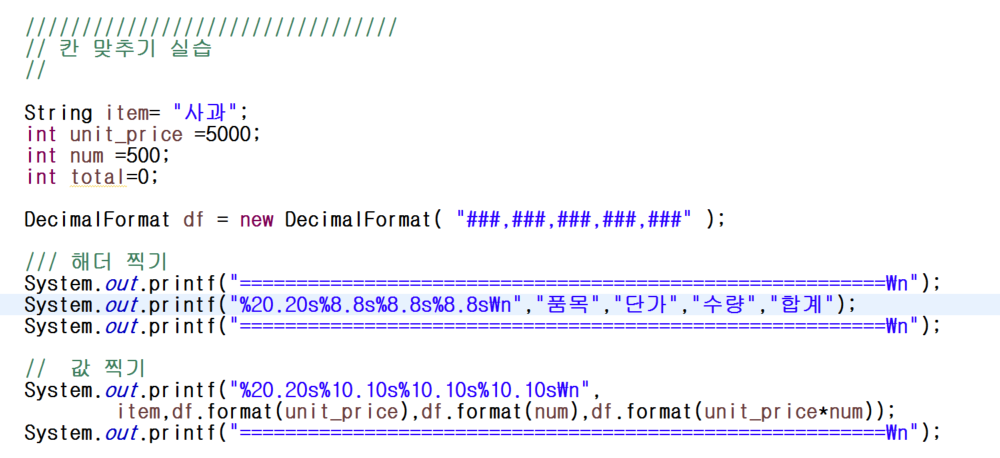 /////////////////////////////////
// 칸 맞추기 실습
//
String item= "사과";
int unit_price =5000;
int num =500;
int total=0;
DecimalFormat df = new DecimalFormat( "###,###,###,###,###" );
/// 해더 찍기
System.out.printf("=========================================================₩n");
System.out.printf("%20.20s%8.8s%8.8s%8.8s₩n","품목","단가","수량","합계");
System.out.printf("=========================================================₩n");
//  값 찍기
System.out.printf("%20.20s%10.10s%10.10s%10.10s₩n",
item,df.format(unit_price),df.format(num),df.format(unit_price*num));
System.out.printf("=========================================================₩n");